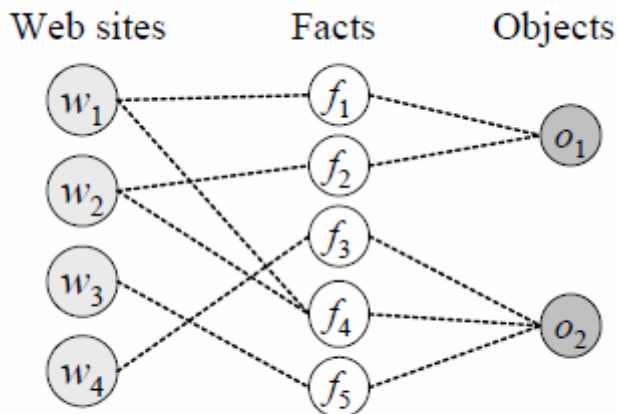 Web sites Facts Objects
w1 f1 o1
w2 f2
w3 f3
w4 f4 o2
f5